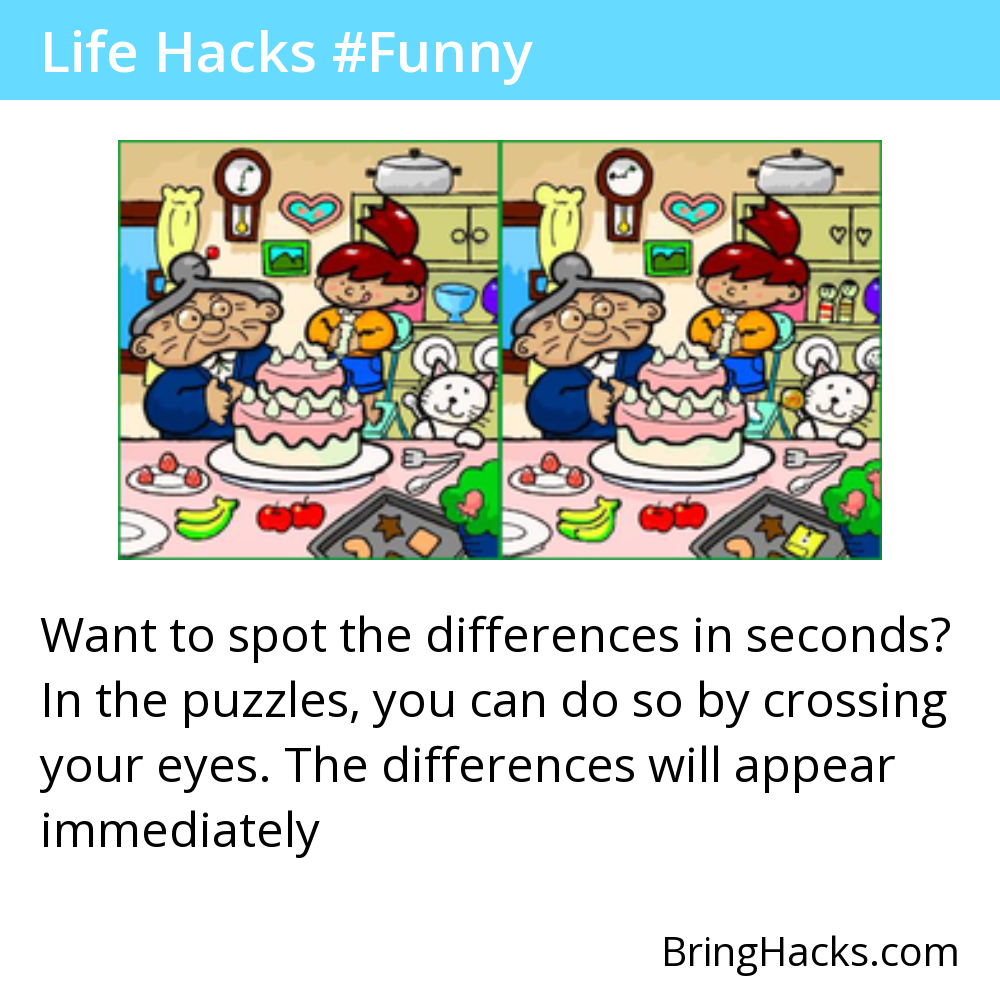 Life Hacks #Funny
Want to spot the differences in seconds?
In the puzzles, you can do so by crossing
your eyes. The differences will appear
immediately
BringHacks.com